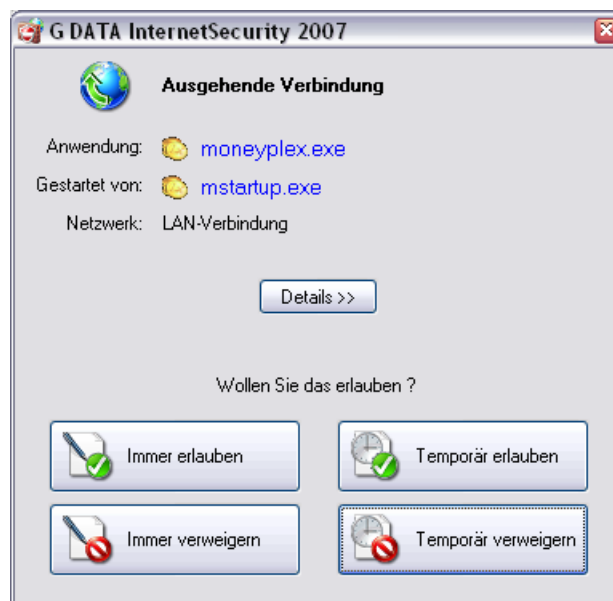 G DATA InternetSecurity 2007
Ausgehende Verbindung
Anwendung: moneyplex.exe
Gestartet von: mstartup.exe
Netzwerk: LAN-Verbindung
Details >>
Wollen Sie das erlauben ?
Immer erlauben Temporär erlauben
Immer verweigern Temporär verweigern